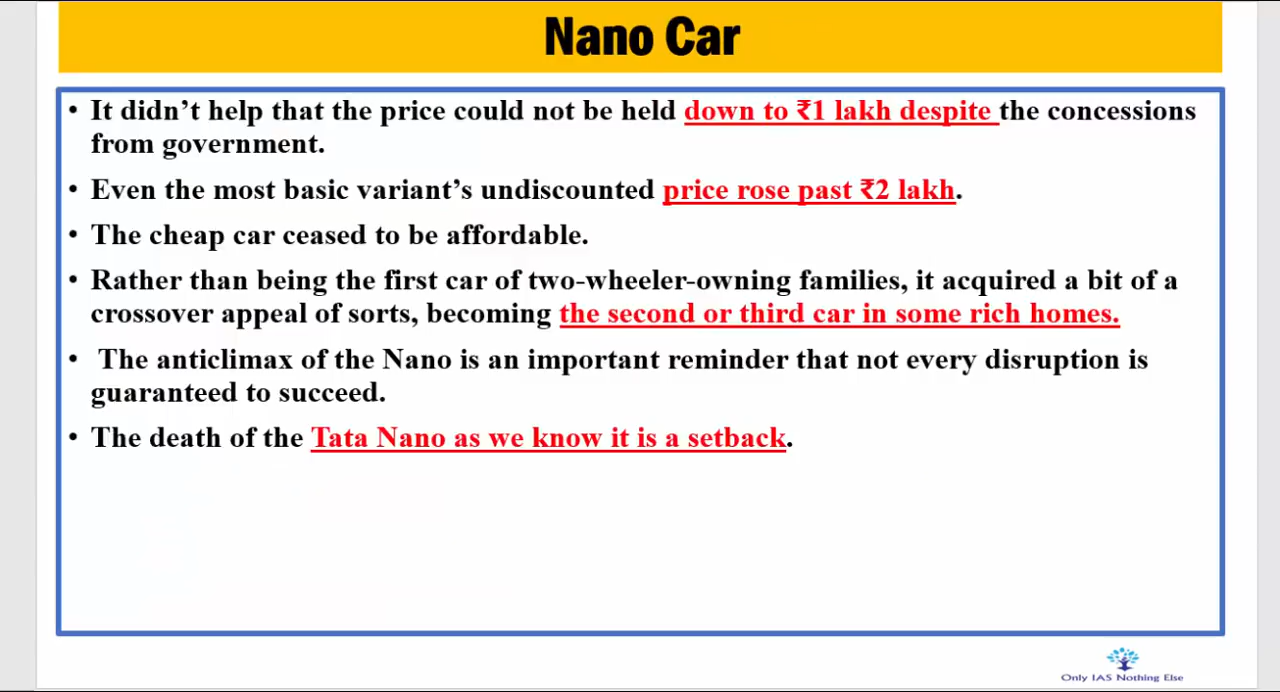 Nano Car
• It didn’t help that the price could not be held down to ₹1 lakh despite the concessions
from government.
• Even the most basic variant’s undiscounted price rose past ₹2 lakh.
• The cheap car ceased to be affordable.
• Rather than being the first car of two-wheeler-owning families, it acquired a bit of a
crossover appeal of sorts, becoming the second or third car in some rich homes.
• The anticlimax of the Nano is an important reminder that not every disruption is
guaranteed to succeed.
• The death of the Tata Nano as we know it is a setback.
Only IAS Nothing Else